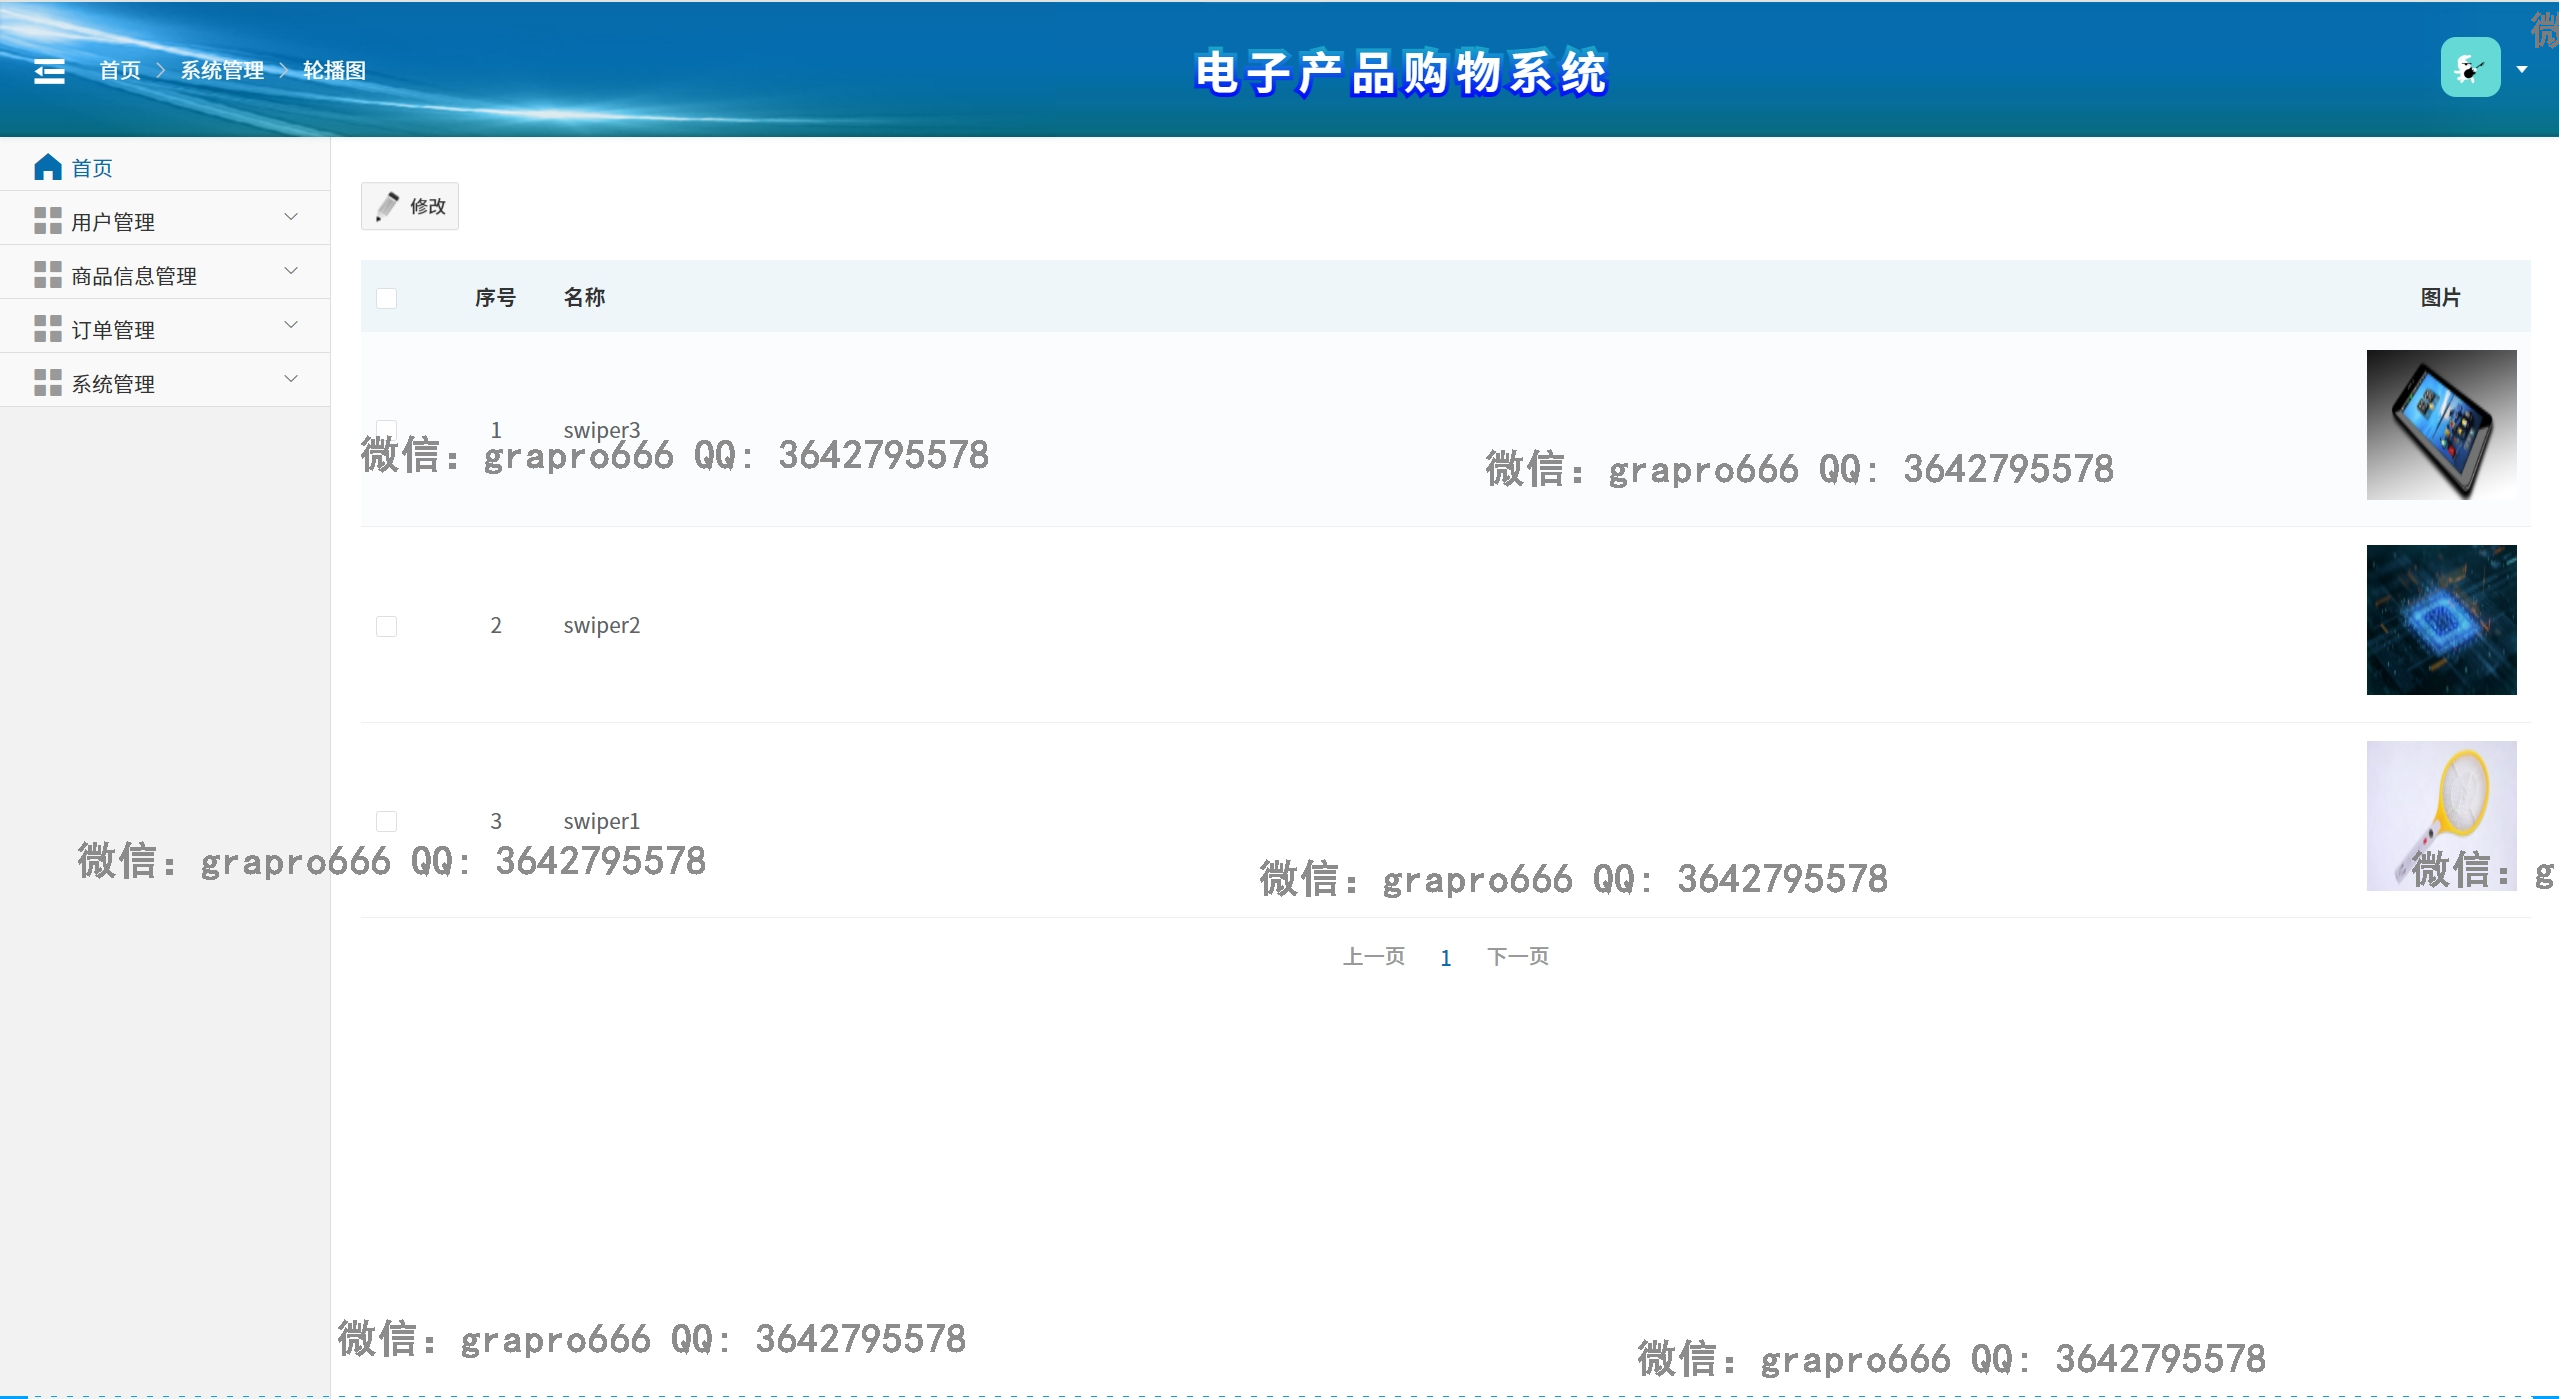 微
首页 系统管理 轮播图
电子产品购物系统
首页
用户管理
商品信息管理
订单管理
系统管理
修改
序号 名称 图片
1 swiper3
微信: grapro666 QQ: 3642795578
微信: grapro666 QQ: 3642795578
2 swiper2
3 swiper1
微信: grapro666 QQ: 3642795578
微信: grapro666 QQ: 3642795578
微信: g
上一页 1 下一页
微信: grapro666 QQ: 3642795578
微信: grapro666 QQ: 3642795578